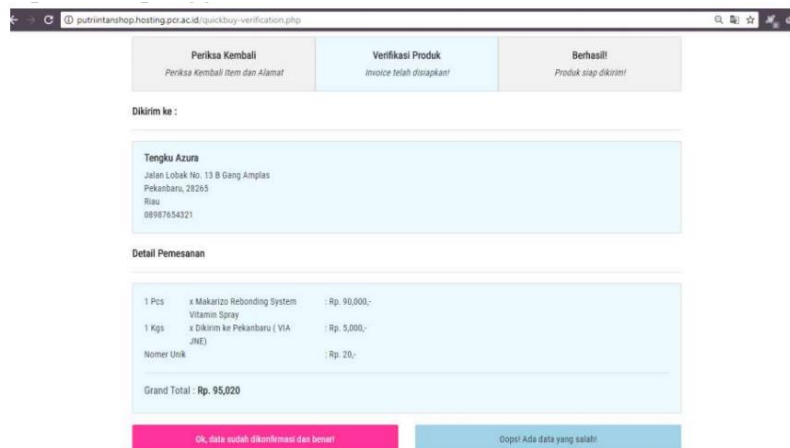 putriintanshop.hosting.pcr.ac.id/quickbuy-verification.php
Periksa Kembali
Periksa Kembali Item dan Alamat
Verifikasi Produk
Invoice telah disiapkan!
Berhasil!
Produk siap dikirim!
Dikirim ke :
Tengku Azura
Jalan Lobak No. 13 B Gang Amplas
Pekanbaru, 28265
Riau
08987654321
Detail Pemesanan
1 Pcs x Makarizo Rebonding System : Rp. 90,000,-
Vitamin Spray
1 Kgs x Dikirim ke Pekanbaru ( VIA : Rp. 5,000,-
JNE)
Nomer Unik : Rp. 20,-
Grand Total : Rp. 95,020
Ok, data sudah dikonfirmasi dan benar!
Oops! Ada data yang salah!